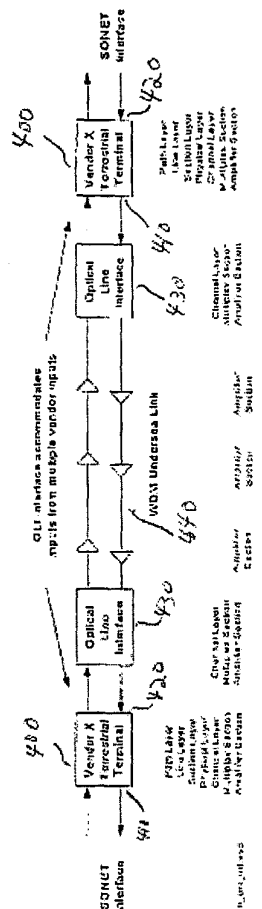 OLI interface accommodates
inputs from multiple vendor inputs
SONET
Interface
400
Vendor X
Terrestrial
Terminal
420
Optical
Line
Interface
430
WDM Undersea Link
440
Optical
Line
Interface
430
Vendor X
Terrestrial
Terminal
400
420
410
SONET
Interface
Path Layer
Line Layer
Section Layer
Physical Layer
Channel Layer
Multiplex Section
Amplifier Section
Channel Layer
Multiplex Section
Amplifier Section
Amplifier
Section
Amplifier
Section
Amplifier
Section
Channel Layer
Multiplex Section
Amplifier Section
Path Layer
Line Layer
Section Layer
Physical Layer
Channel Layer
Multiplex Section
Amplifier Section